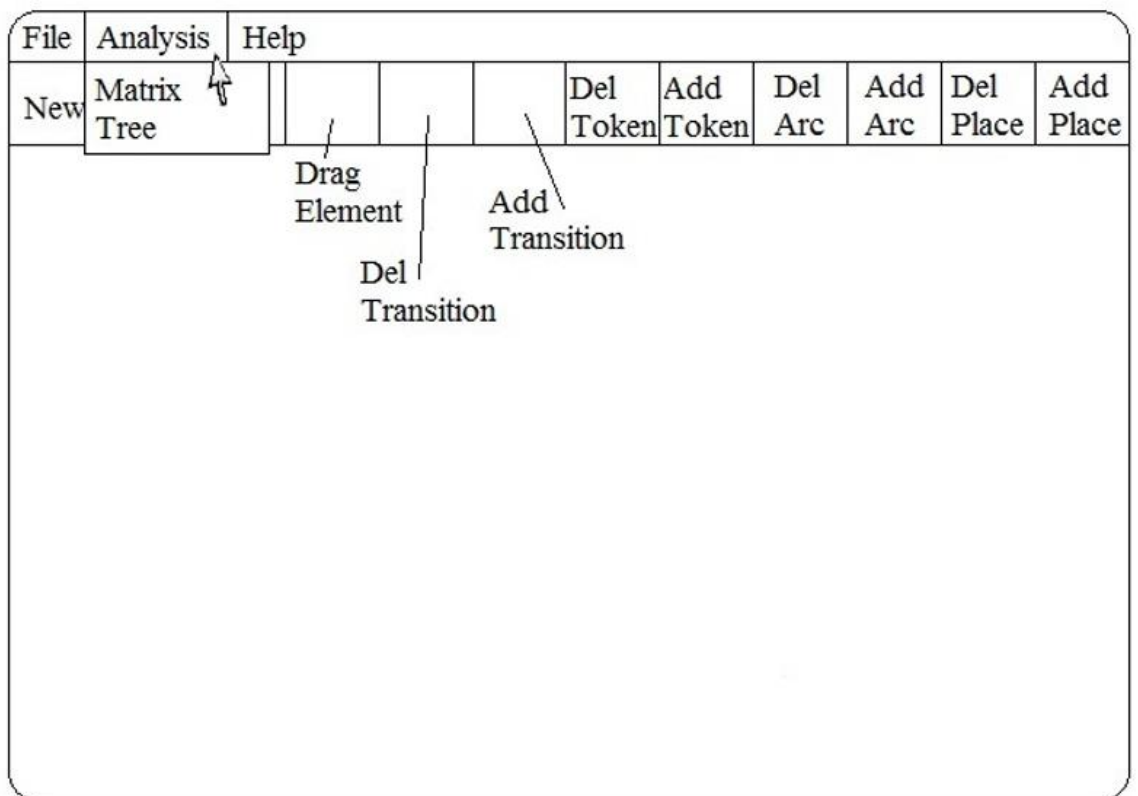 File Analysis Help
New
Matrix
Tree
Del
Token
Add
Token
Del
Arc
Add
Arc
Del
Place
Add
Place
Drag
Element
Add
Transition
Del
Transition